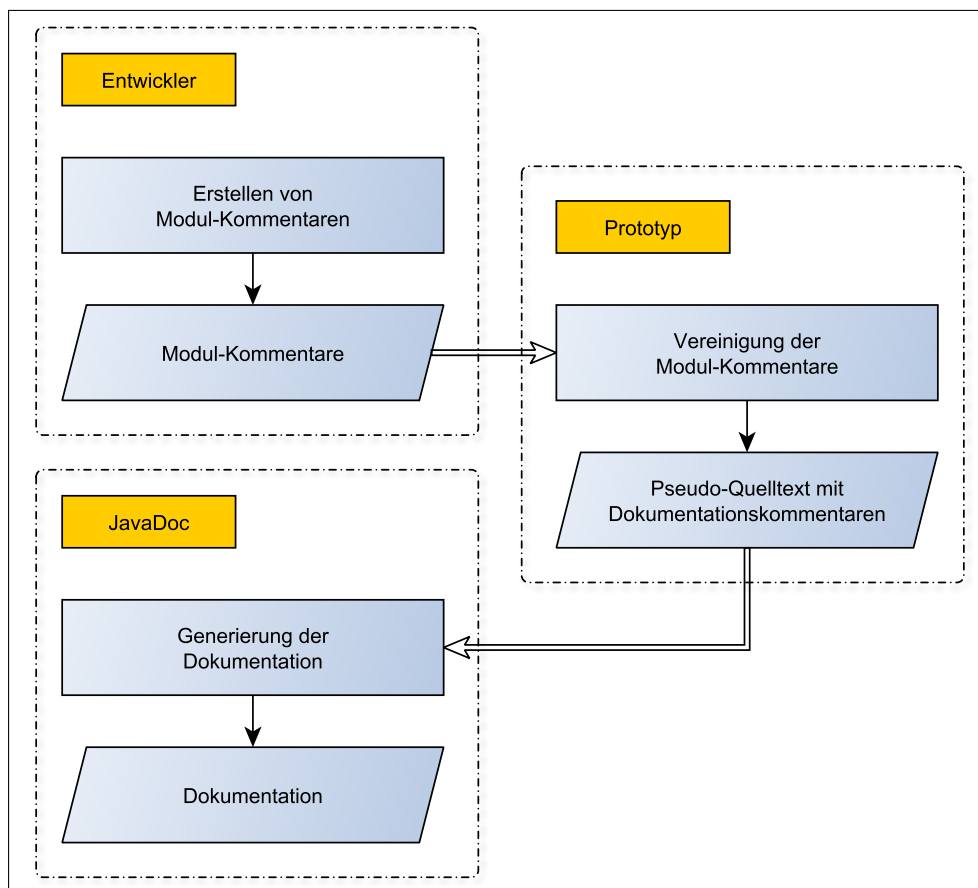 Entwickler
Erstellen von
Modul-Kommentaren
Modul-Kommentare
Prototyp
Vereinigung der
Modul-Kommentare
Pseudo-Quelltext mit
Dokumentationskommentaren
JavaDoc
Generierung der
Dokumentation
Dokumentation